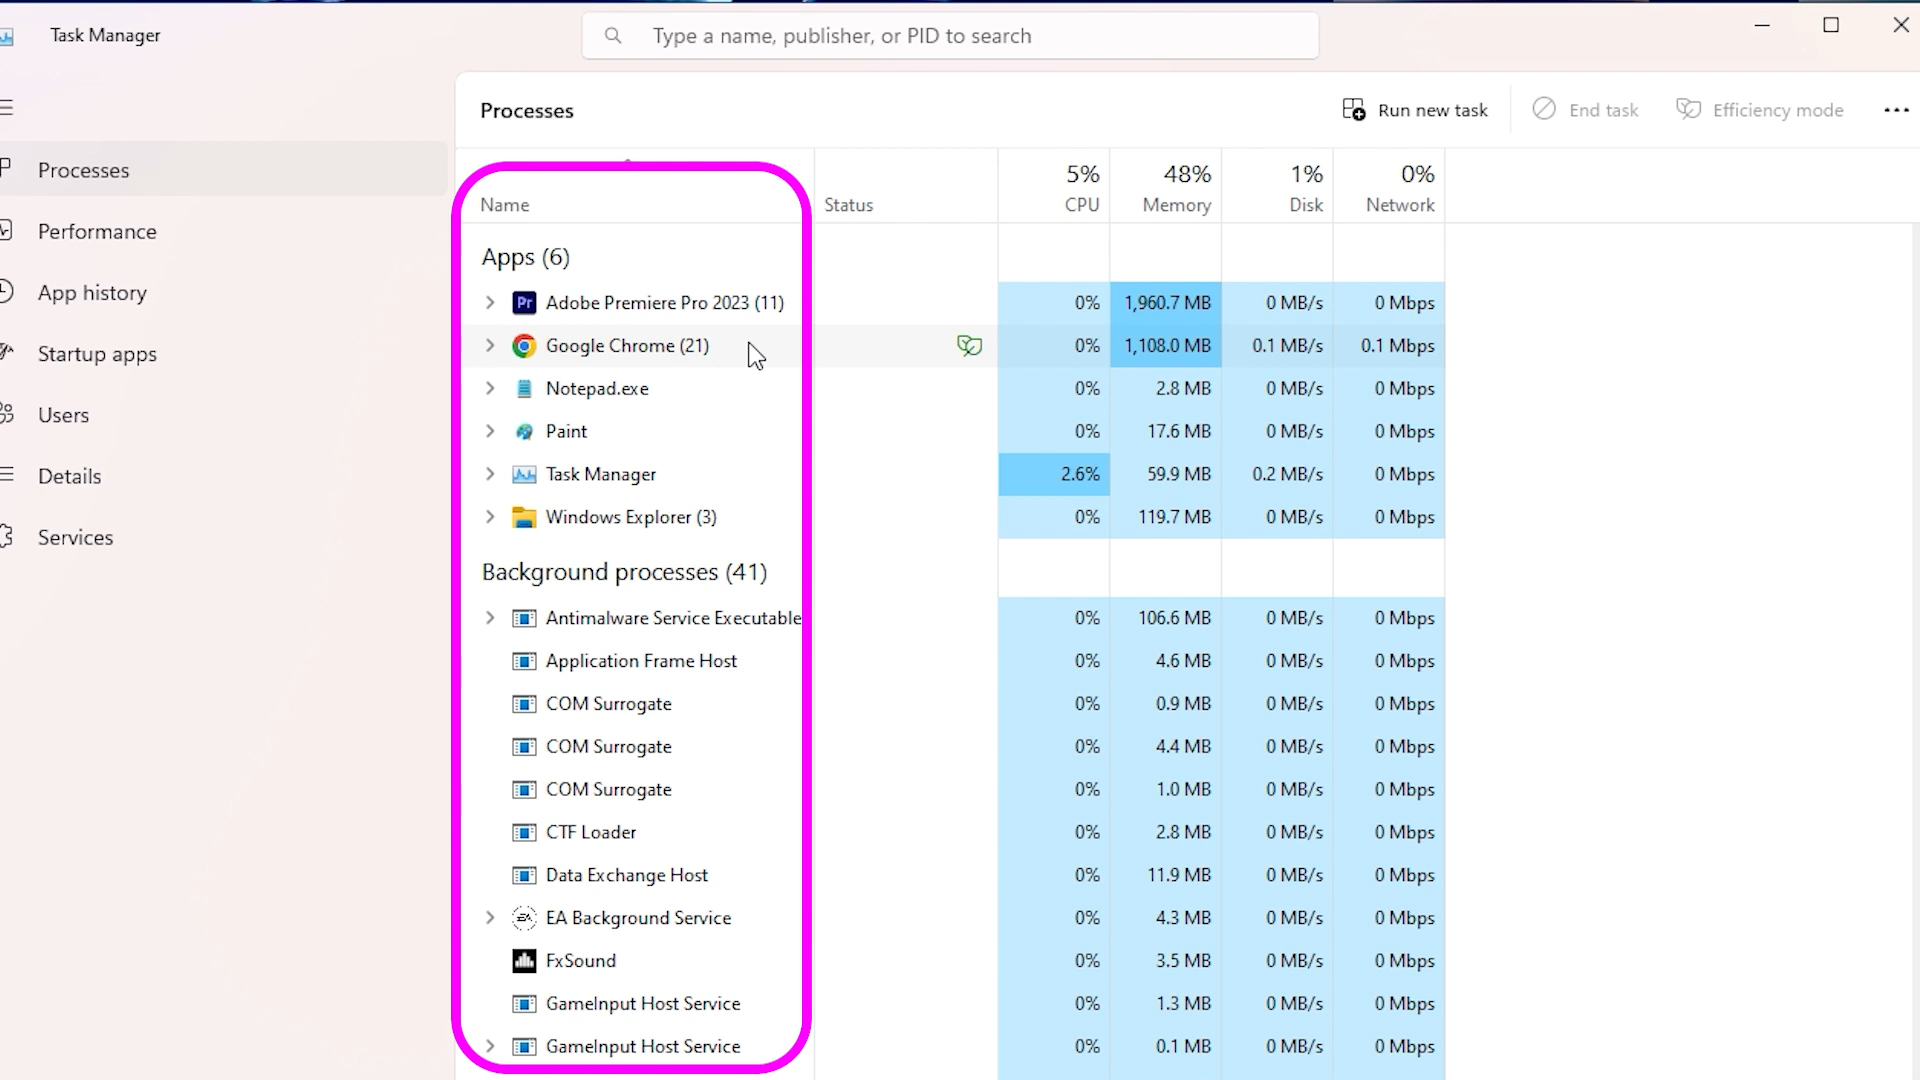 Task Manager
Type a name, publisher, or PID to search
Processes
Run new task
End task
Efficiency mode
Processes
Performance
App history
Startup apps
Users
Details
Services
5% 48% 1% 0%
Name Status CPU Memory Disk Network
Apps (6)
Pr Adobe Premiere Pro 2023 (11) 0% 1,960.7 MB 0 MB/s 0 Mbps
Google Chrome (21) 0% 1,108.0 MB 0.1 MB/s 0.1 Mbps
Notepad.exe 0% 2.8 MB 0 MB/s 0 Mbps
Paint 0% 17.6 MB 0 MB/s 0 Mbps
Task Manager 2.6% 59.9 MB 0.2 MB/s 0 Mbps
Windows Explorer (3) 0% 119.7 MB 0 MB/s 0 Mbps
Background processes (41)
Antimalware Service Executable 0% 106.6 MB 0 MB/s 0 Mbps
Application Frame Host 0% 4.6 MB 0 MB/s 0 Mbps
COM Surrogate 0% 0.9 MB 0 MB/s 0 Mbps
COM Surrogate 0% 4.4 MB 0 MB/s 0 Mbps
COM Surrogate 0% 1.0 MB 0 MB/s 0 Mbps
CTF Loader 0% 2.8 MB 0 MB/s 0 Mbps
Data Exchange Host 0% 11.9 MB 0 MB/s 0 Mbps
EA EA Background Service 0% 4.3 MB 0 MB/s 0 Mbps
FxSound 0% 3.5 MB 0 MB/s 0 Mbps
GameInput Host Service 0% 1.3 MB 0 MB/s 0 Mbps
GameInput Host Service 0% 0.1 MB 0 MB/s 0 Mbps